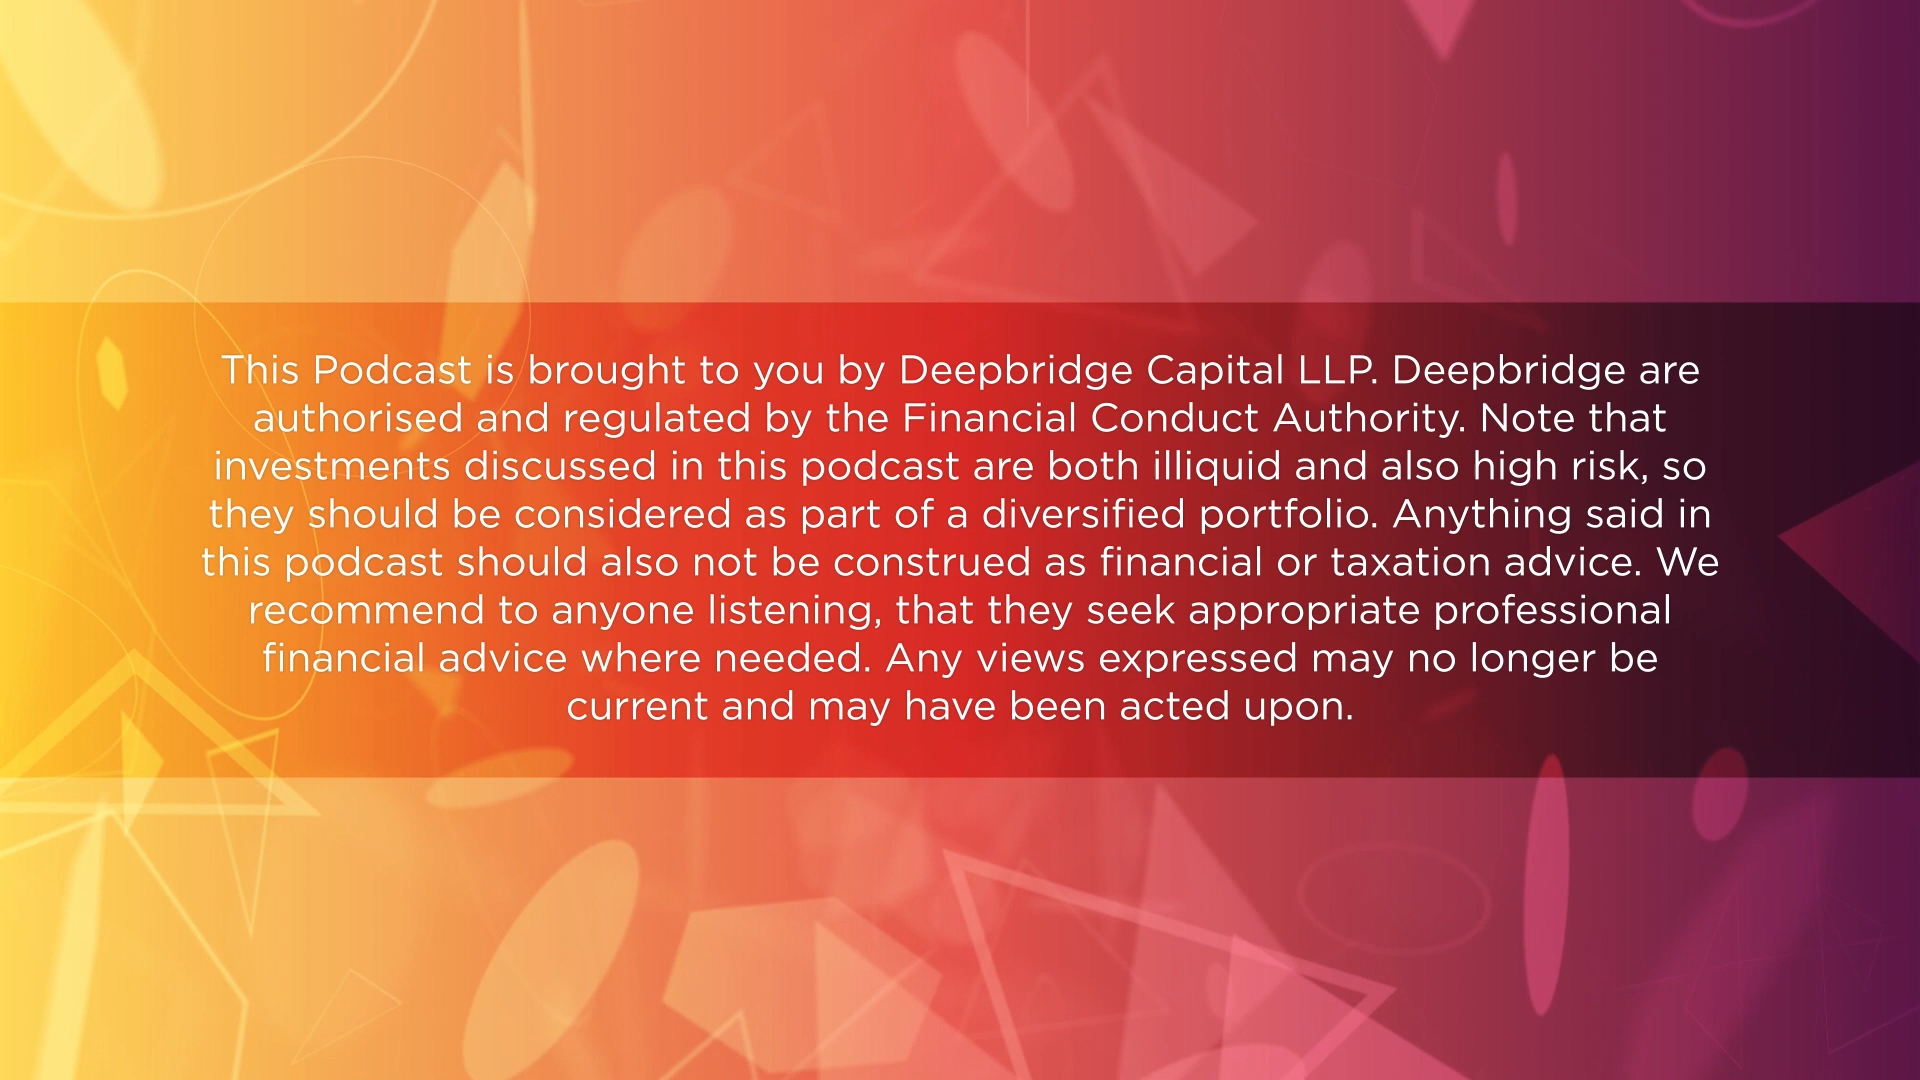 This Podcast is brought to you by Deepbridge Capital LLP. Deepbridge are
authorised and regulated by the Financial Conduct Authority. Note that
investments discussed in this podcast are both illiquid and also high risk, so
they should be considered as part of a diversified portfolio. Anything said in
this podcast should also not be construed as financial or taxation advice. We
recommend to anyone listening, that they seek appropriate professional
financial advice where needed. Any views expressed may no longer be
current and may have been acted upon.